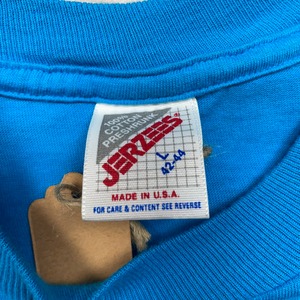 100% COTTON PRESHRUNK
JERZEES®
L
42-44
MADE IN U.S.A.
FOR CARE & CONTENT SEE REVERSE